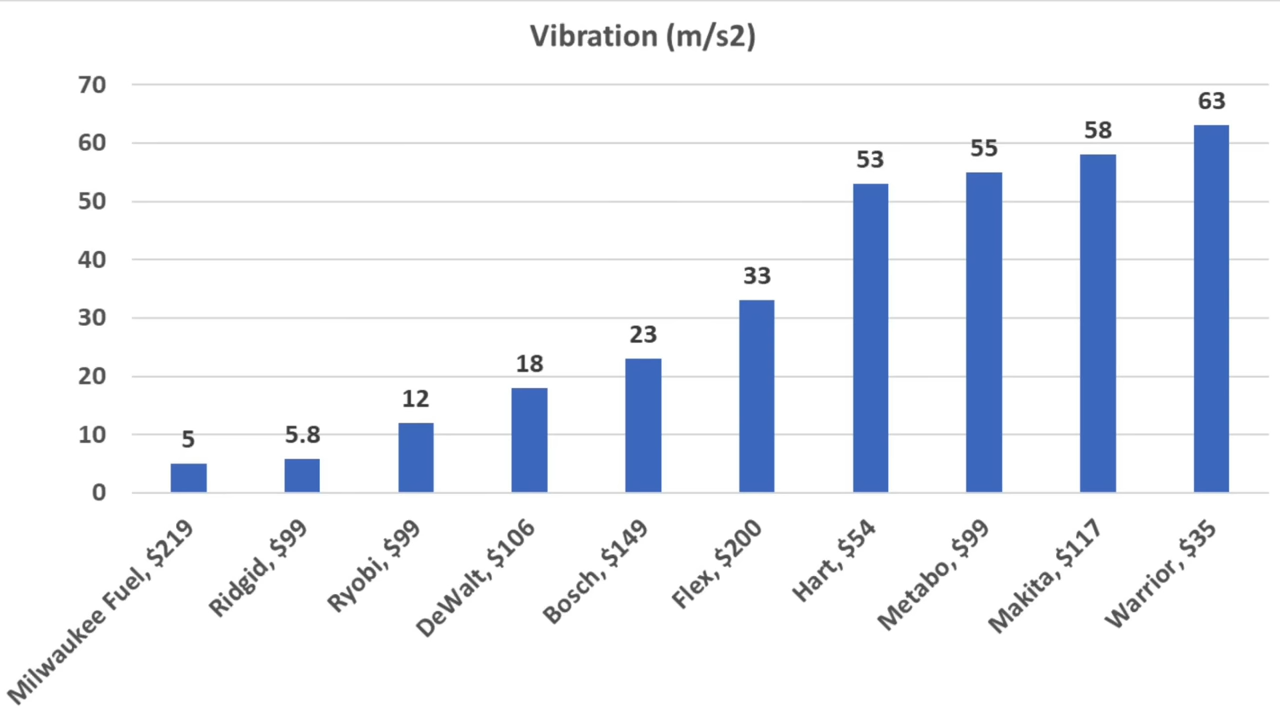 Vibration (m/s2)
70
60
50
40
30
20
10
0
5
5.8
12
18
23
33
53
55
58
63
Milwaukee Fuel, $219
Ridgid, $99
Ryobi, $99
DeWalt, $106
Bosch, $149
Flex, $200
Hart, $54
Metabo, $99
Makita, $117
Warrior, $35